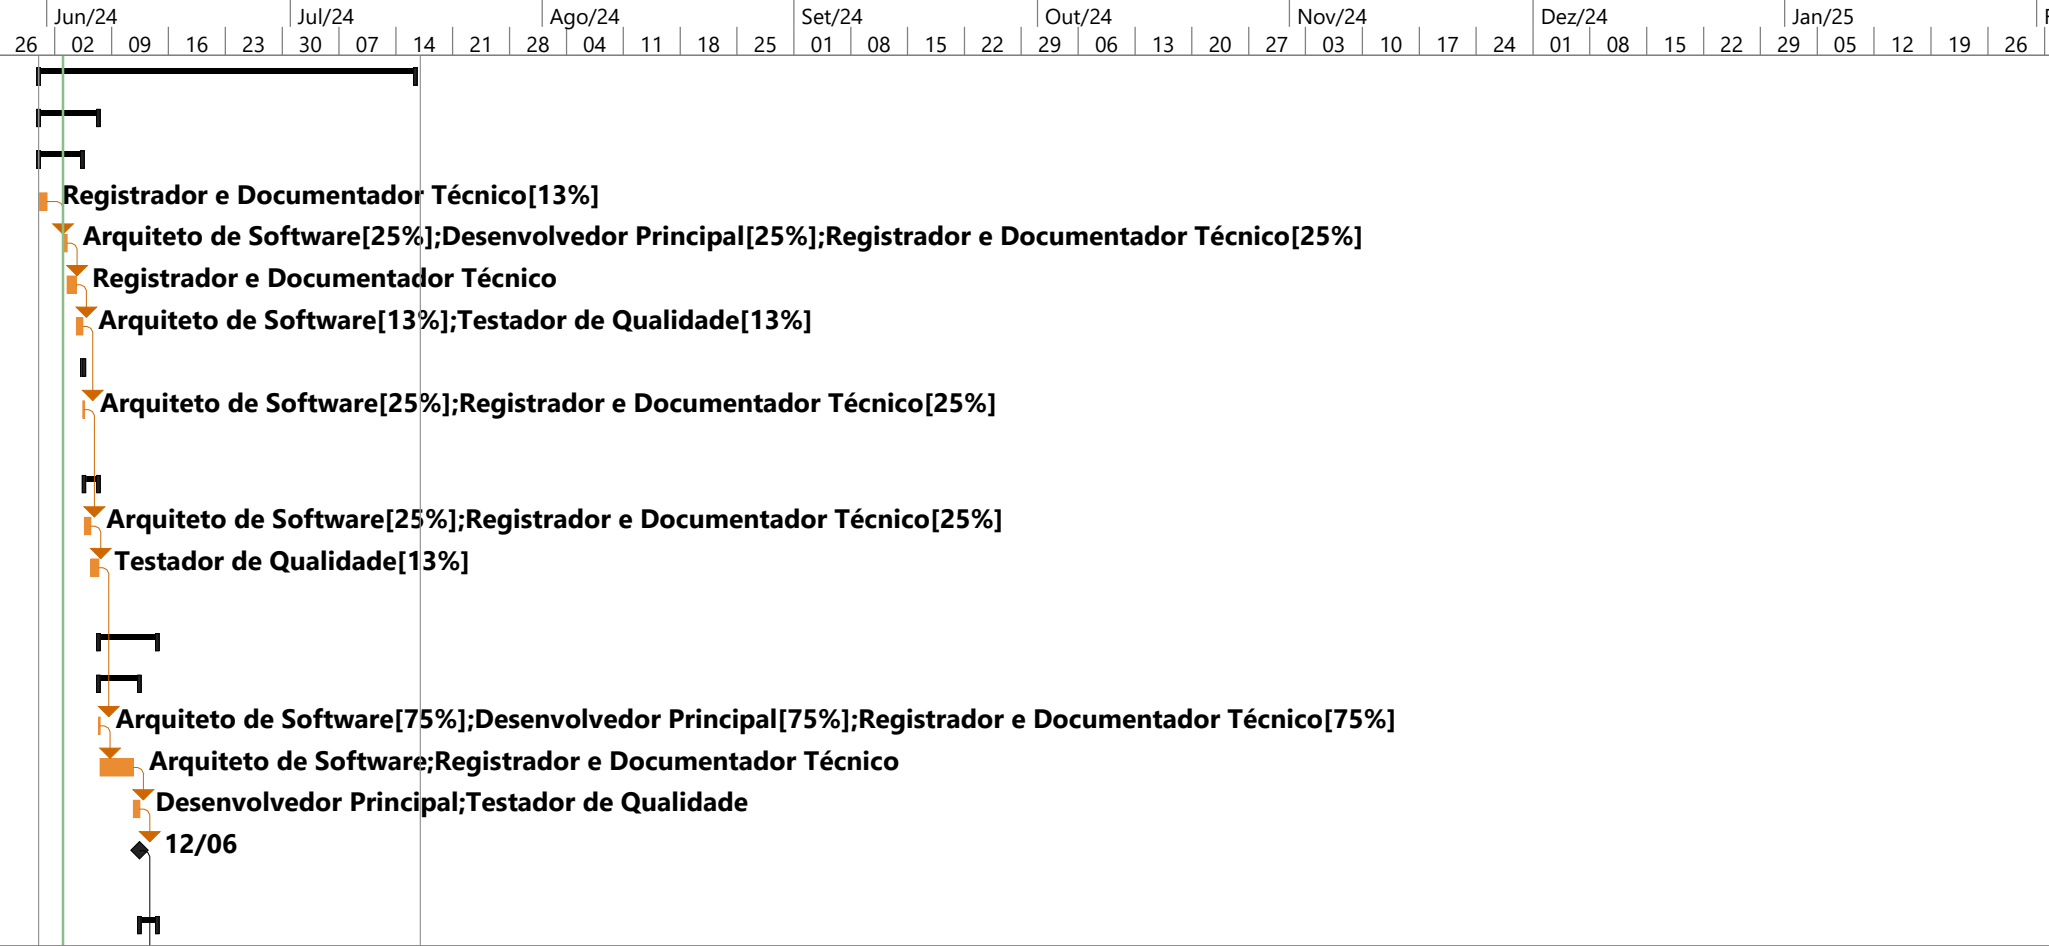 Jun/24 Jul/24 Ago/24 Set/24 Out/24 Nov/24 Dez/24 Jan/25 F
26 02 09 16 23 30 07 14 21 28 04 11 18 25 01 08 15 22 29 06 13 20 27 03 10 17 24 01 08 15 22 29 05 12 19 26
Registrador e Documentador Técnico[13%]
Arquiteto de Software[25%];Desenvolvedor Principal[25%];Registrador e Documentador Técnico[25%]
Registrador e Documentador Técnico
Arquiteto de Software[13%];Testador de Qualidade[13%]
Arquiteto de Software[25%];Registrador e Documentador Técnico[25%]
Arquiteto de Software[25%];Registrador e Documentador Técnico[25%]
Testador de Qualidade[13%]
Arquiteto de Software[75%];Desenvolvedor Principal[75%];Registrador e Documentador Técnico[75%]
Arquiteto de Software;Registrador e Documentador Técnico
Desenvolvedor Principal;Testador de Qualidade
12/06